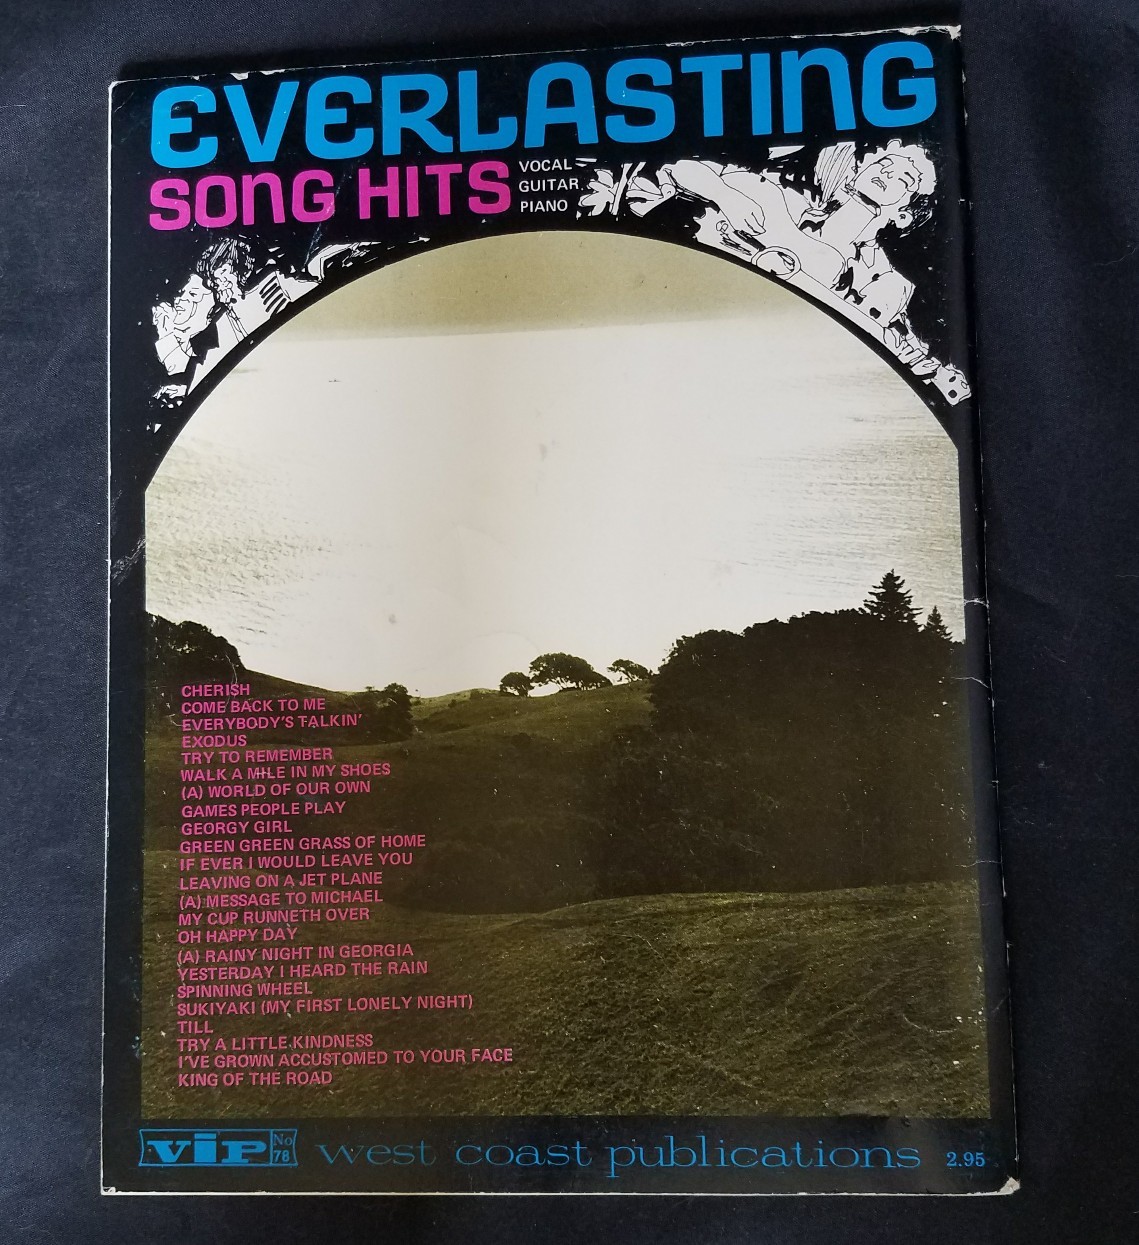 EVERLASTING
SONG HITS
VOCAL
GUITAR
PIANO
CHERISH
COME BACK TO ME
EVERYBODY'S TALKIN'
EXODUS
TRY TO REMEMBER
WALK A MILE IN MY SHOES
(A) WORLD OF OUR OWN
GAMES PEOPLE PLAY
GEORGY GIRL
GREEN GREEN GRASS OF HOME
IF EVER I WOULD LEAVE YOU
LEAVING ON A JET PLANE
(A) MESSAGE TO MICHAEL
MY CUP RUNNETH OVER
OH HAPPY DAY
(A) RAINY NIGHT IN GEORGIA
YESTERDAY I HEARD THE RAIN
SPINNING WHEEL
SUKIYAKI (MY FIRST LONELY NIGHT)
TILL
TRY A LITTLE KINDNESS
I'VE GROWN ACCUSTOMED TO YOUR FACE
KING OF THE ROAD
VIP No 78 west coast publications 2.95